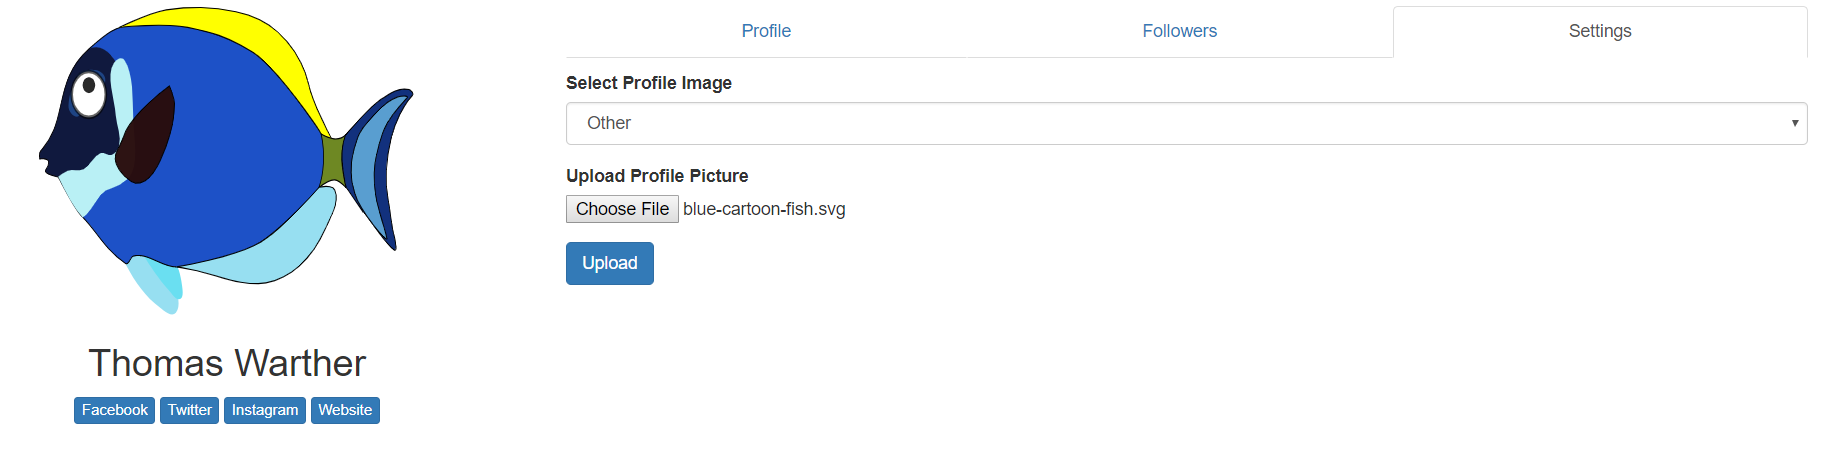 Profile Followers Settings
Select Profile Image
Other
Upload Profile Picture
Choose File blue-cartoon-fish.svg
Upload
Thomas Warther
Facebook Twitter Instagram Website